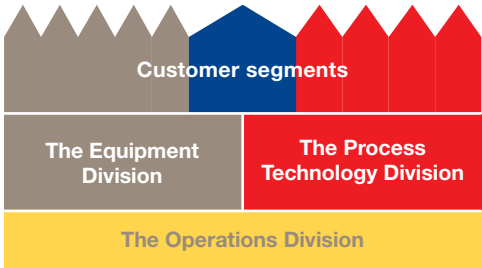 Customer segments
The Equipment
Division
The Process
Technology Division
The Operations Division